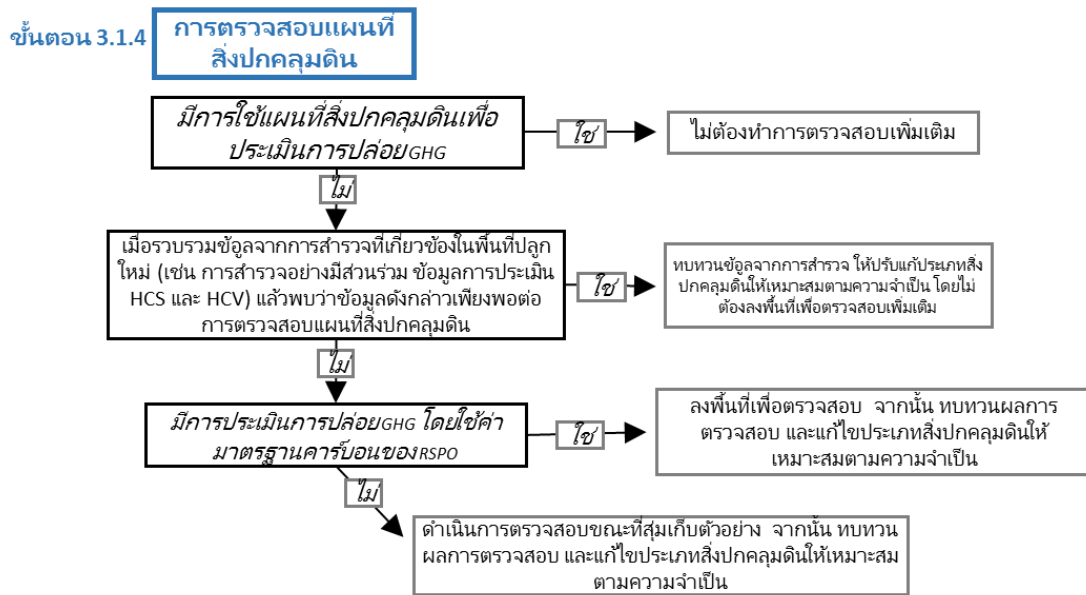 ขั้นตอน 3.1.4
การตรวจสอบแผนที่
สิ่งปกคลุมดิน
มีการใช้แผนที่สิ่งปกคลุมดินเพื่อ
ประเมินการปล่อย GHG
ใช่
ไม่ต้องทำการตรวจสอบเพิ่มเติม
ไม่
เมื่อรวบรวมข้อูลจากการสำรวจที่เกี่ยวข้องในพื้นที่ปลูก
ใหม่ (เช่น การสำรวจอย่างมีส่วนร่วม ข้อมูลการประเมิน
HCS และ HCV) แล้วพบว่าข้อมูลดังกล่าวเพียงพอต่อ
การตรวจสอบแผนที่สิ่งปกคลุมดิน
ใช่
ทบทวนข้อูลจากการสำรวจ ให้ปรับแก้ประเภทสิ่ง
ปกคลุมดินให้เหมาะสมตามความจำเป็น โดยไม่
ต้องลงพื้นที่เพื่อตรวจสอบเพิ่มเติม
ไม่
มีการประเมินการปล่อย GHG โดยใช้ค่า
มาตรฐานคาร์บอนของ RSPO
ใช่
ลงพื้นที่เพื่อตรวจสอบ จากนั้น ทบทวนผลการ
ตรวจสอบ และแก้ไขประเภทสิ่งปกคลุมดินให้
เหมาะสมตามความจำเป็น
ไม่
ดำเนินการตรวจสอบขณะที่สุ่มเก็บตัวอย่าง จากนั้น ทบทวน
ผลการตรวจสอบ และแก้ไขประเภทสิ่งปกคลุมดินให้เหมาะสม
ตามความจำเป็น